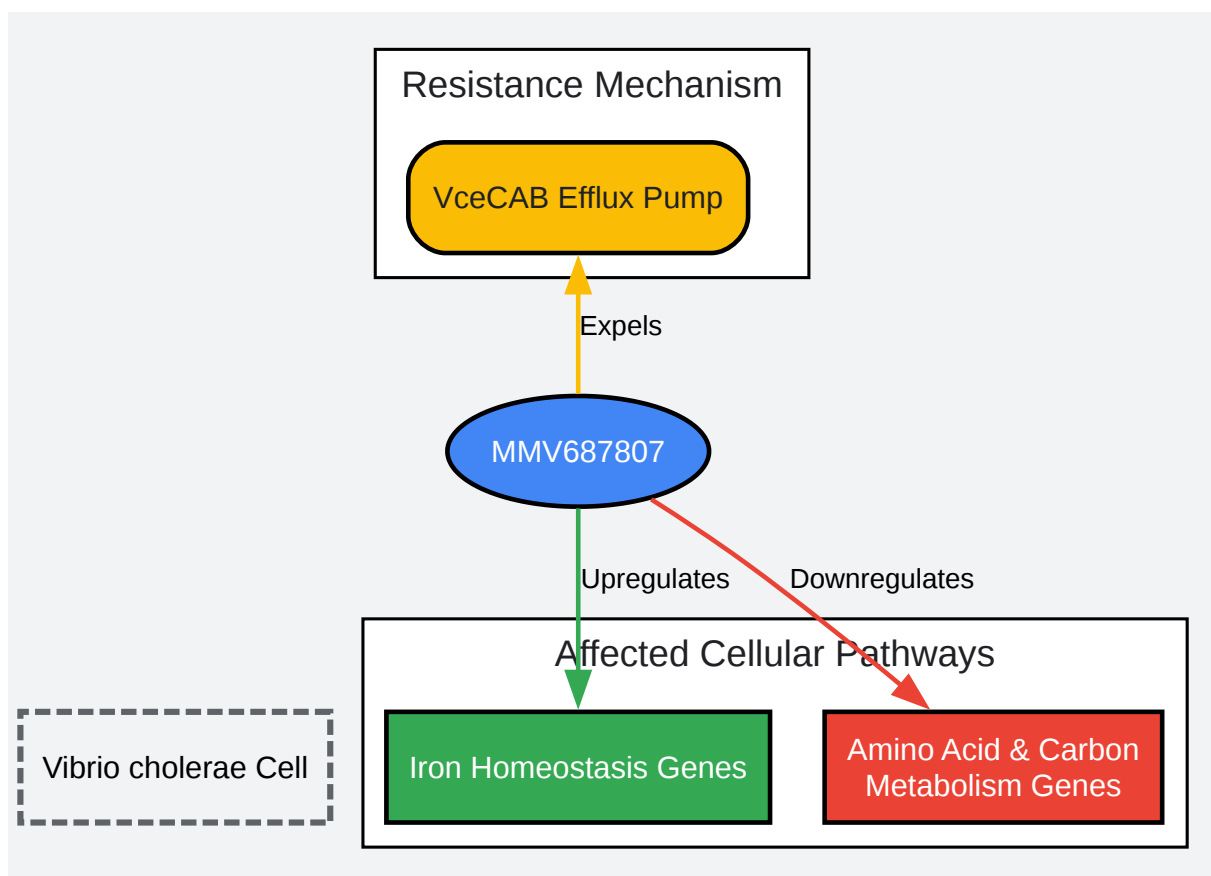 Resistance Mechanism
VceCAB Efflux Pump
Expels
MMV687807
Upregulates
Downregulates
Affected Cellular Pathways
Vibrio cholerae Cell
Iron Homeostasis Genes
Amino Acid & Carbon
Metabolism Genes